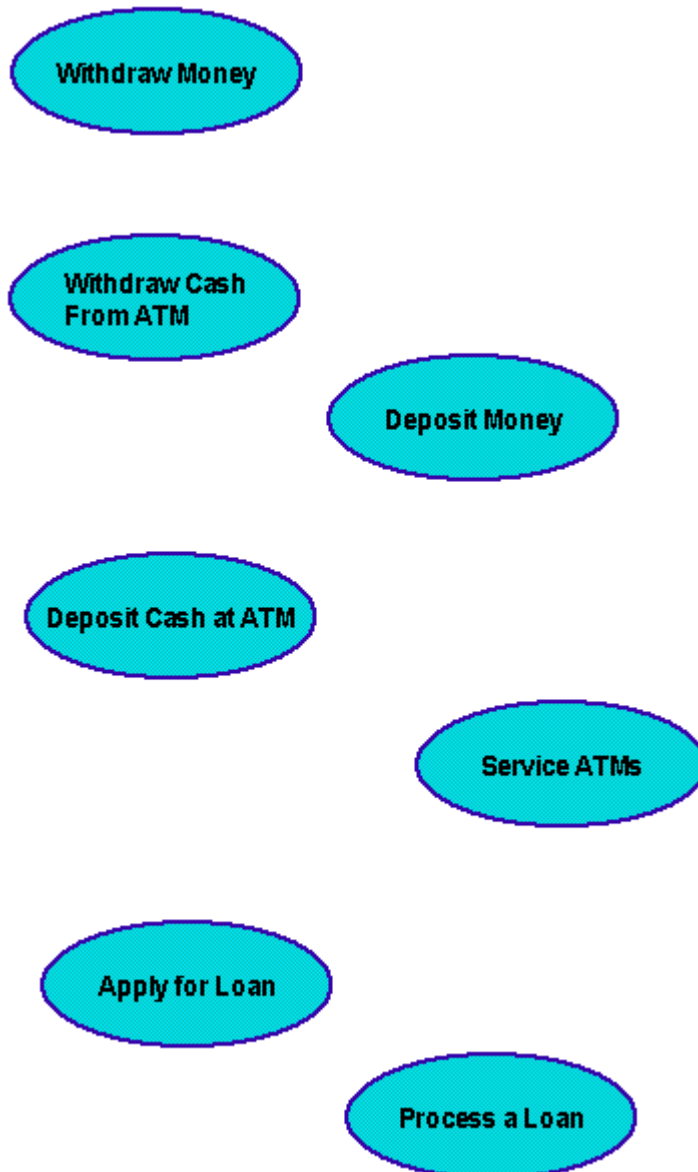 Withdraw Money
Withdraw Cash
From ATM
Deposit Money
Deposit Cash at ATM
Service ATMs
Apply for Loan
Process a Loan